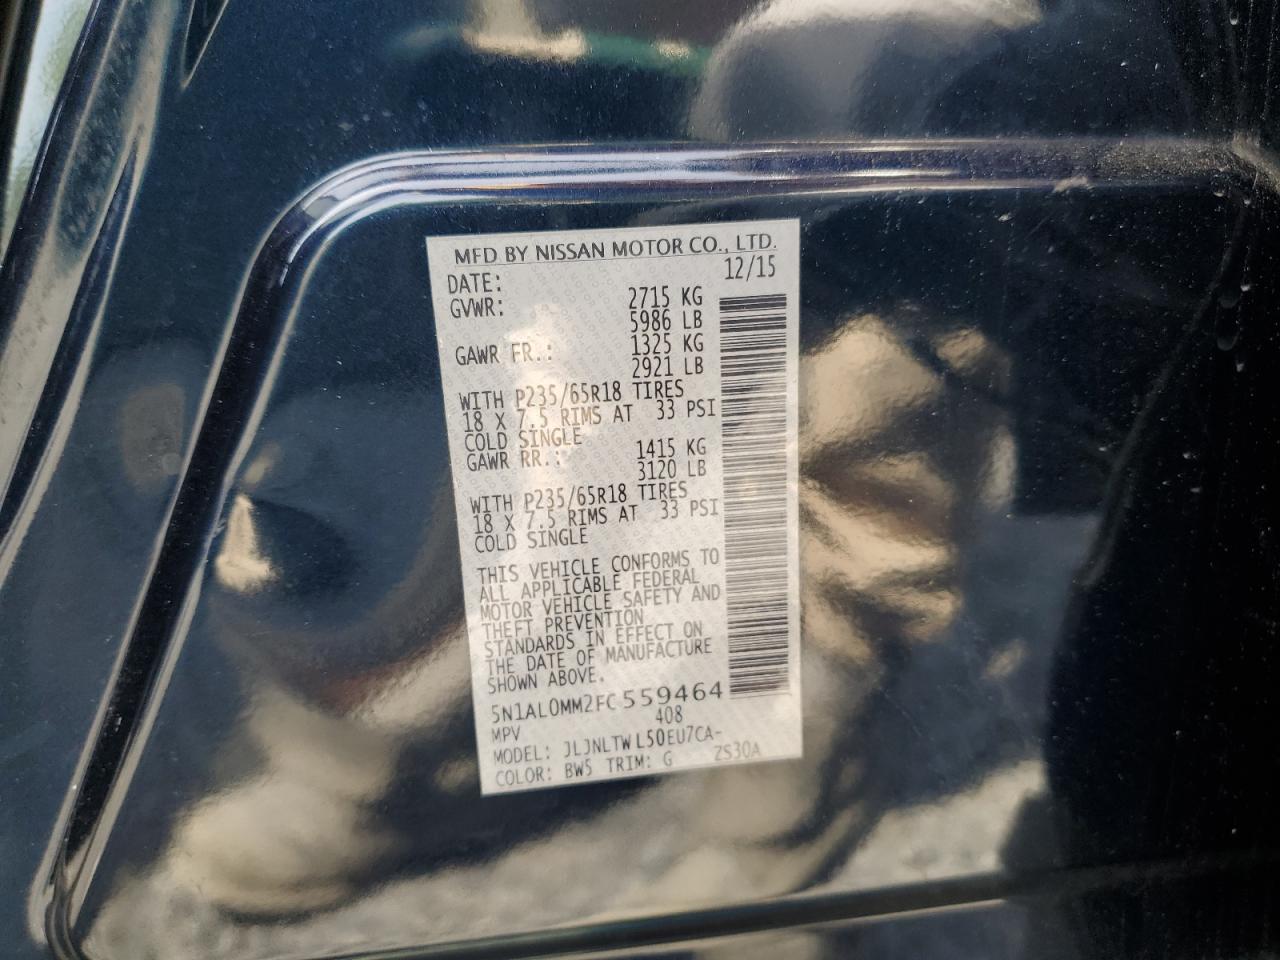 MFD BY NISSAN MOTOR CO., LTD.
DATE: 12/15
GVWR: 2715 KG
5986 LB
GAWR FR.: 1325 KG
2921 LB
WITH P235/65R18 TIRES
18 X 7.5 RIMS AT 33 PSI
COLD SINGLE
GAWR RR.: 1415 KG
3120 LB
WITH P235/65R18 TIRES
18 X 7.5 RIMS AT 33 PSI
COLD SINGLE
THIS VEHICLE CONFORMS TO
ALL APPLICABLE FEDERAL
MOTOR VEHICLE SAFETY AND
THEFT PREVENTION
STANDARDS IN EFFECT ON
THE DATE OF MANUFACTURE
SHOWN ABOVE.
5N1AL0MM2FC559464
MPV 408
MODEL: JLJNLTWL50EU7CA-
COLOR: BW5 TRIM: G ZS30A